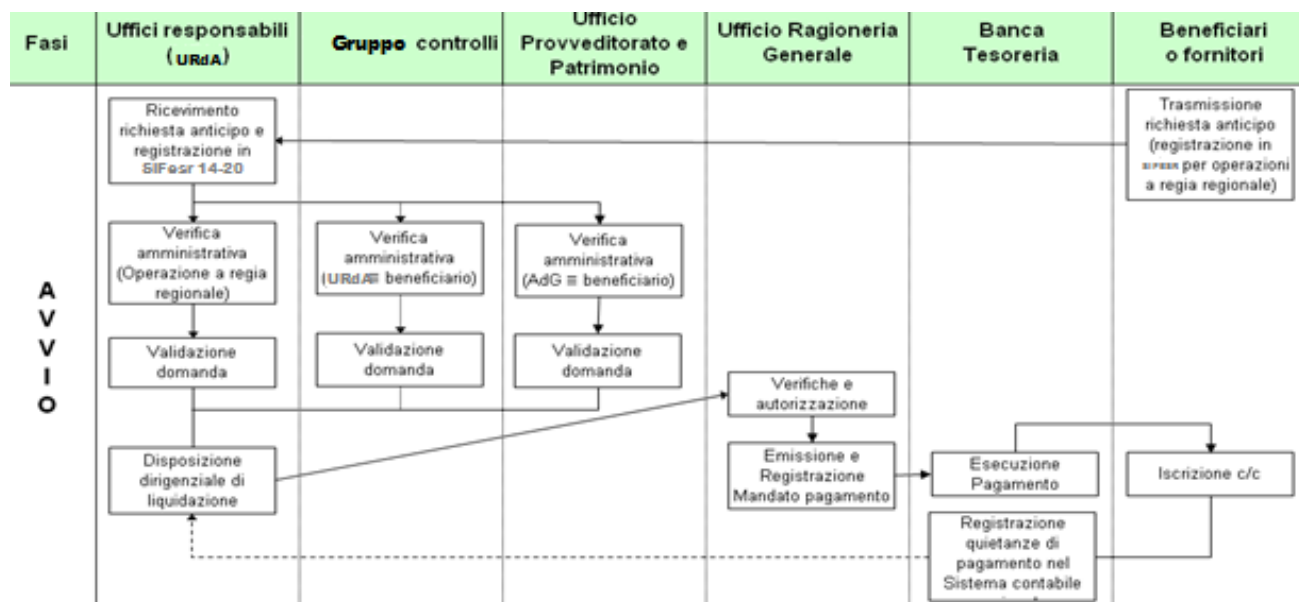 Fasi
Uffici responsabili
(URdA)
Gruppo controlli
Ufficio
Provveditorato e
Patrimonio
Ufficio Ragioneria
Generale
Banca
Tesoreria
Beneficiari
o fornitori
A
V
V
I
O
Ricevimento
richiesta anticipo e
registrazione in
SIFesr 14-20
Trasmissione
richiesta anticipo
(registrazione in
SIFESR per operazioni
a regia regionale)
Verifica
amministrativa
(Operazione a regia
regionale)
Verifica
amministrativa
(URdA≡ beneficiario)
Verifica
amministrativa
(AdG ≡ beneficiario)
Validazione
domanda
Validazione
domanda
Validazione
domanda
Verifiche e
autorizzazione
Disposizione
dirigenziale di
liquidazione
Emissione e
Registrazione
Mandato pagamento
Esecuzione
Pagamento
Iscrizione c/c
Registrazione
quietanze di
pagamento nel
Sistema contabile